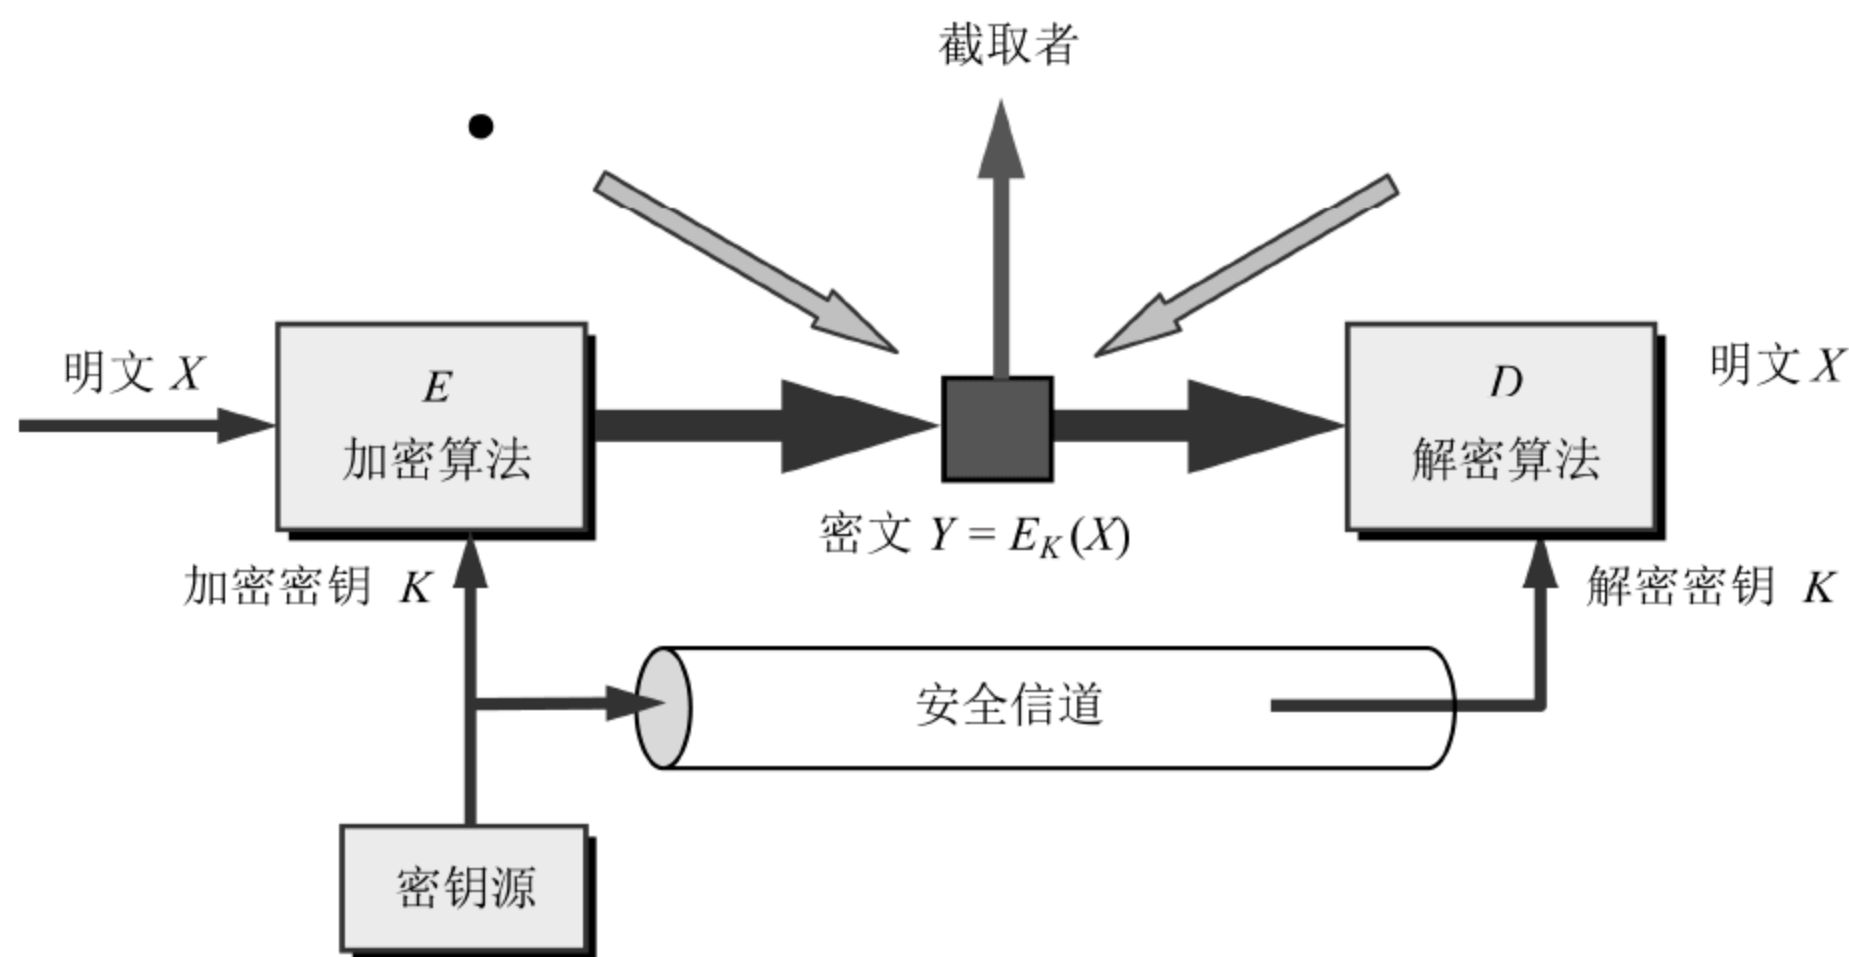 截取者
明文 X
E
加密算法
D
解密算法
明文 X
密文 Y = E_K(X)
加密密钥 K
解密密钥 K
安全信道
密钥源